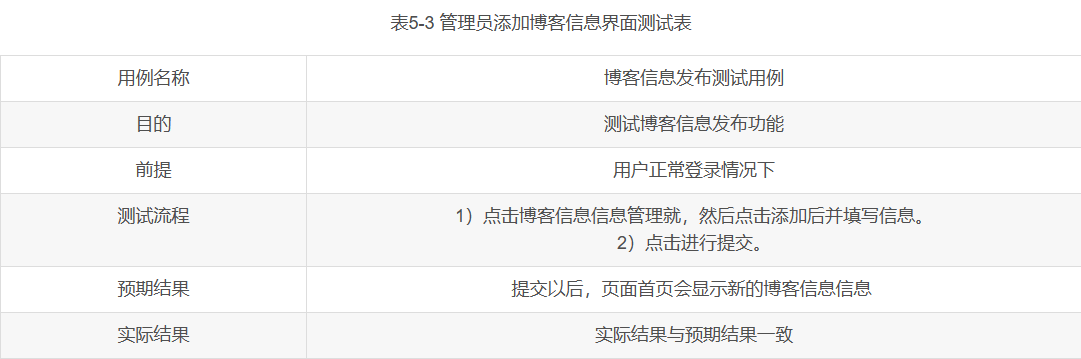 表5-3 管理员添加博客信息界面测试表
用例名称
博客信息发布测试用例
目的
测试博客信息发布功能
前提
用户正常登录情况下
测试流程
1）点击博客信息信息管理就，然后点击添加后并填写信息。
2）点击进行提交。
预期结果
提交以后，页面首页会显示新的博客信息信息
实际结果
实际结果与预期结果一致